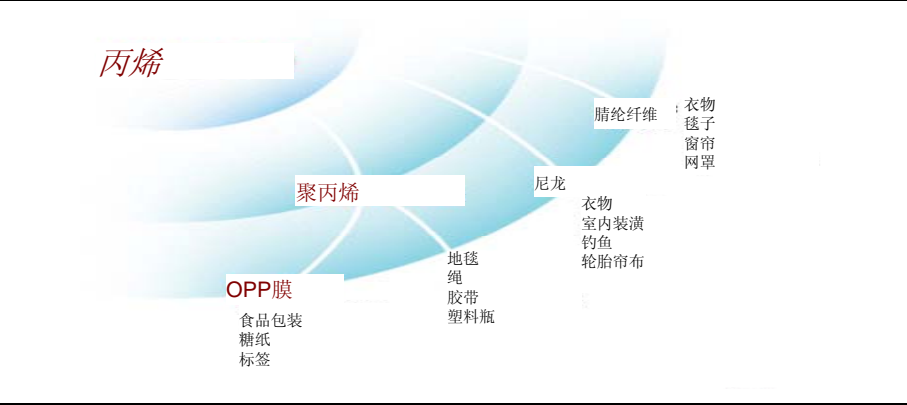 丙烯
腈纶纤维
衣物
毯子
窗帘
网罩
聚丙烯
尼龙
衣物
室内装潢
钓鱼
轮胎帘布
地毯
绳
胶带
塑料瓶
OPP膜
食品包装
糖纸
标签